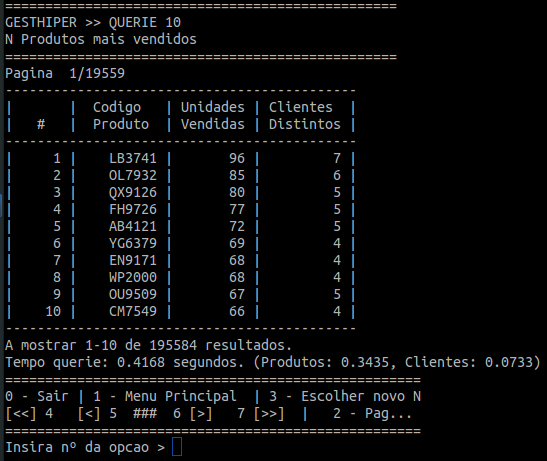 =================================================
GESTHIPER >> QUERIE 10
N Produtos mais vendidos
=================================================
Pagina  1/19559
--------------------------------------------
|       |  Codigo   | Unidades | Clientes  |
|   #   |  Produto  | Vendidas | Distintos |
--------------------------------------------
|     1 |    LB3741 |       96 |         7 |
|     2 |    OL7932 |       85 |         6 |
|     3 |    QX9126 |       80 |         5 |
|     4 |    FH9726 |       77 |         5 |
|     5 |    AB4121 |       72 |         5 |
|     6 |    YG6379 |       69 |         4 |
|     7 |    EN9171 |       68 |         4 |
|     8 |    WP2000 |       68 |         4 |
|     9 |    OU9509 |       67 |         5 |
|    10 |    CM7549 |       66 |         4 |
--------------------------------------------
A mostrar 1-10 de 195584 resultados.
Tempo querie: 0.4168 segundos. (Produtos: 0.3435, Clientes: 0.0733)
====================================================
0 - Sair | 1 - Menu Principal  | 3 - Escolher novo N
[<<] 4   [<] 5  ###  6 [>]   7 [>>]  |   2 - Pag...
====================================================
Insira nº da opcao >